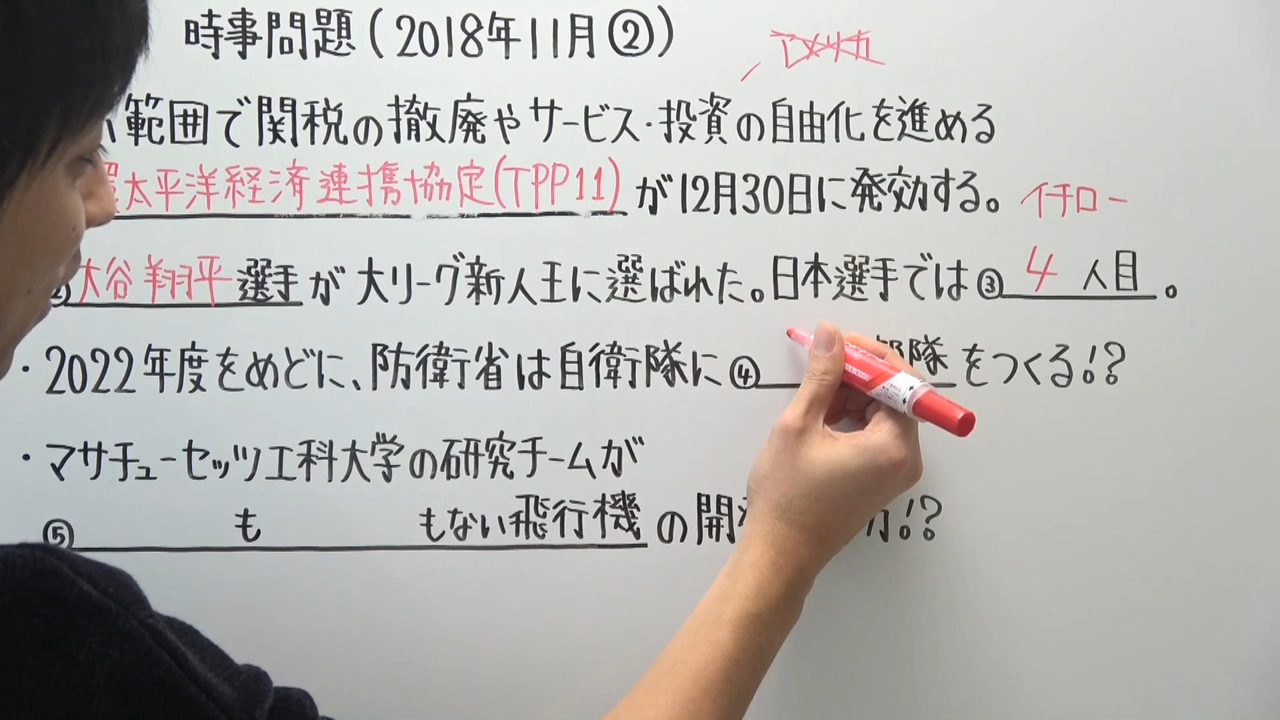 時事問題(2018年11月②)
アメリカ
い範囲で関税の撤廃やサービス・投資の自由化を進める
太平洋経済連携協定(TPP11)が12月30日に発効する。
イチロー
大谷翔平選手が大リーグ新人王に選ばれた。日本選手では③4人目。
・2022年度をめどに、防衛省は自衛隊に④ 部隊をつくる!?
・マサチューセッツ工科大学の研究チームが
⑤ も もない飛行機の開 !?